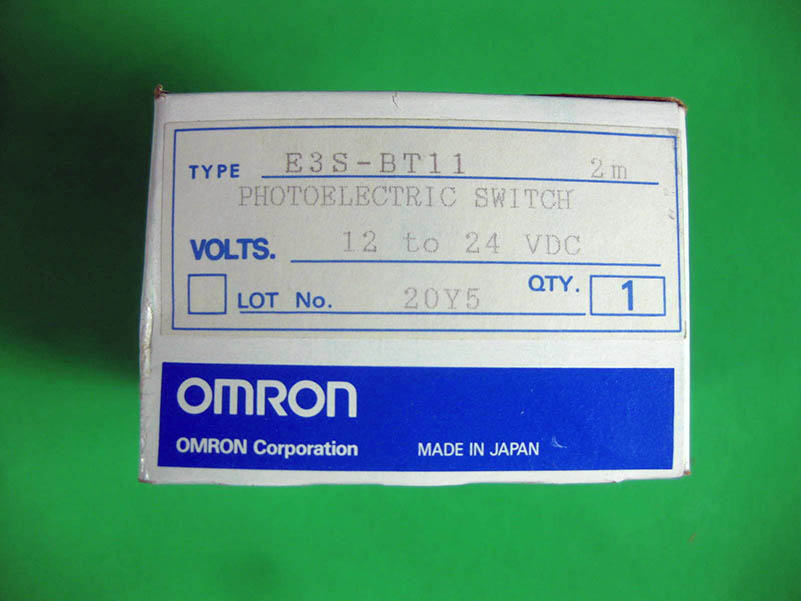 TYPE E3S-BT11 2m
PHOTOELECTRIC SWITCH
VOLTS. 12 to 24 VDC
LOT No. 20Y5 QTY. 1
OMRON
OMRON Corporation MADE IN JAPAN